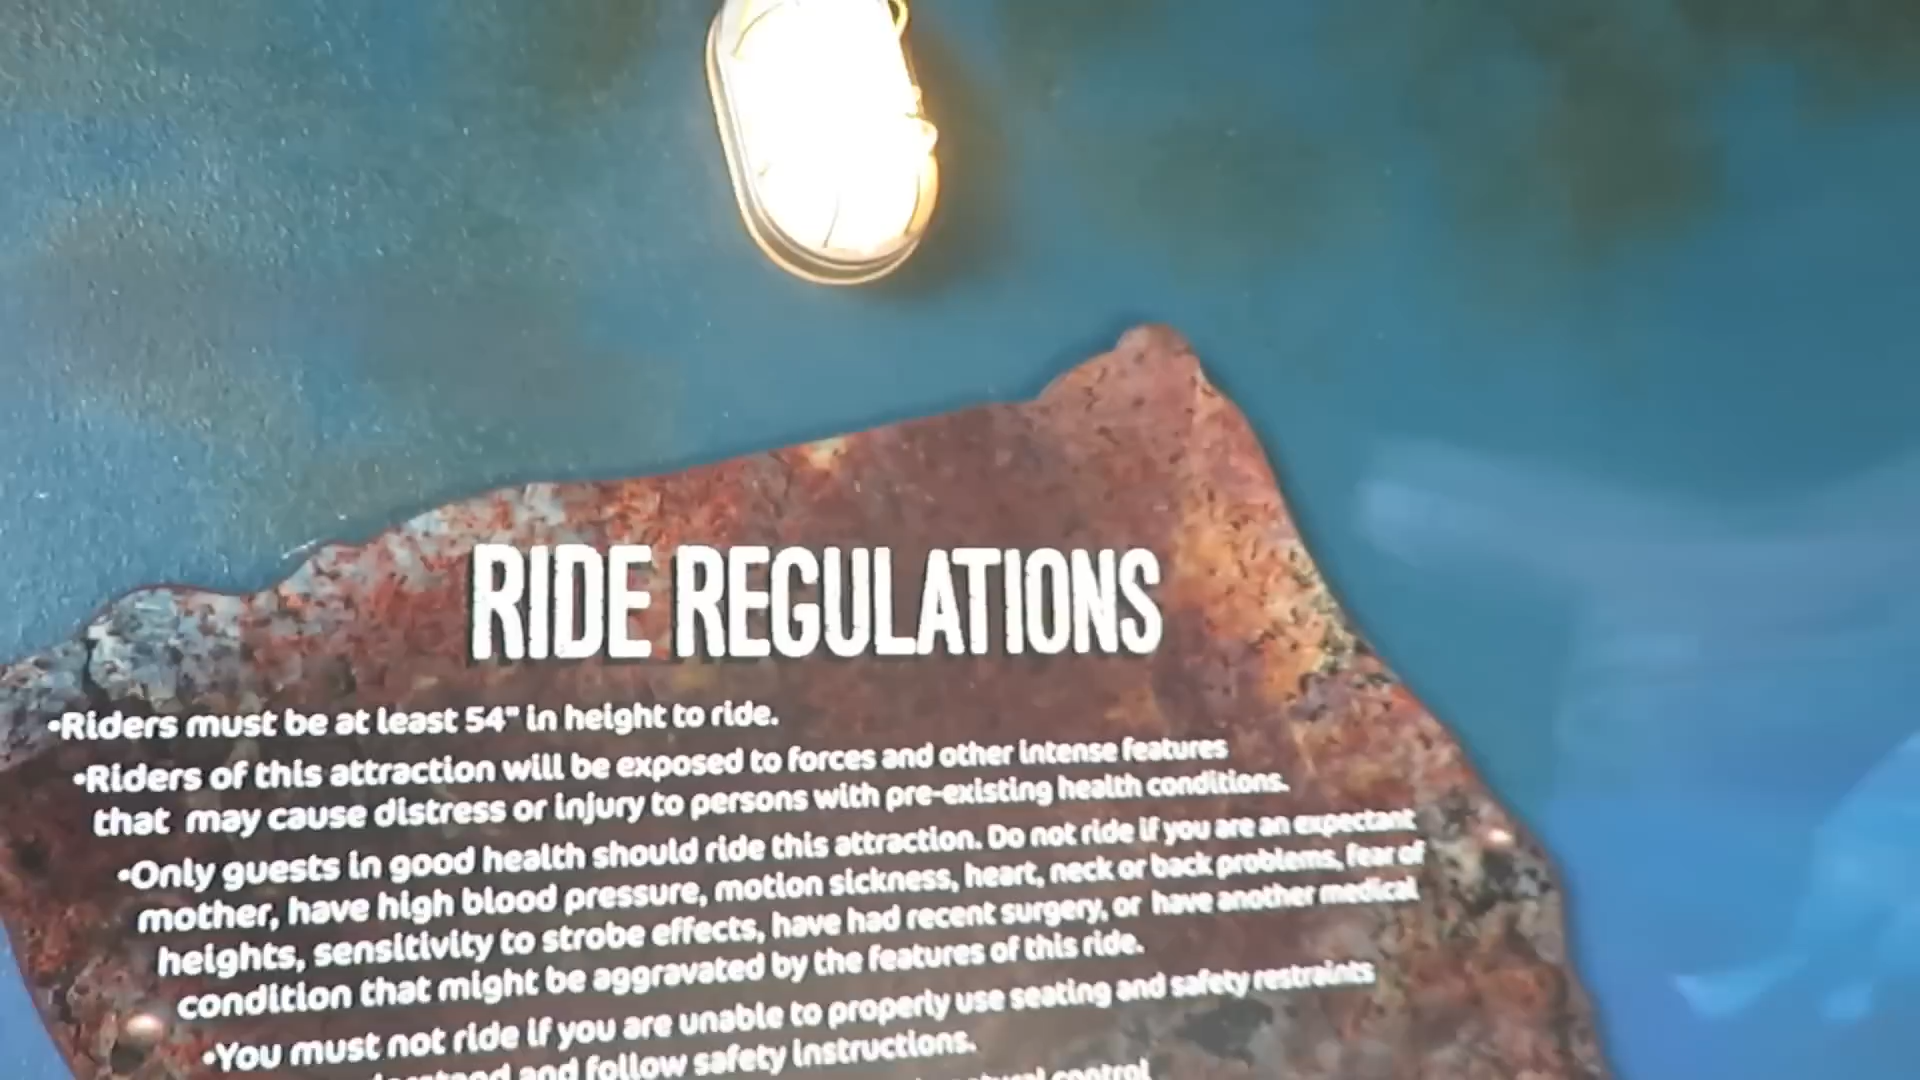 RIDE REGULATIONS
•Riders must be at least 54" in height to ride.
•Riders of this attraction will be exposed to forces and other intense features
that may cause distress or injury to persons with pre-existing health conditions.
•Only guests in good health should ride this attraction. Do not ride if you are an expectant
mother, have high blood pressure, motion sickness, heart, neck or back problems, fear of
heights, sensitivity to strobe effects, have had recent surgery, or have another medical
condition that might be aggravated by the features of this ride.
•You must not ride if you are unable to properly use seating and safety restraints
and follow safety instructions.
control